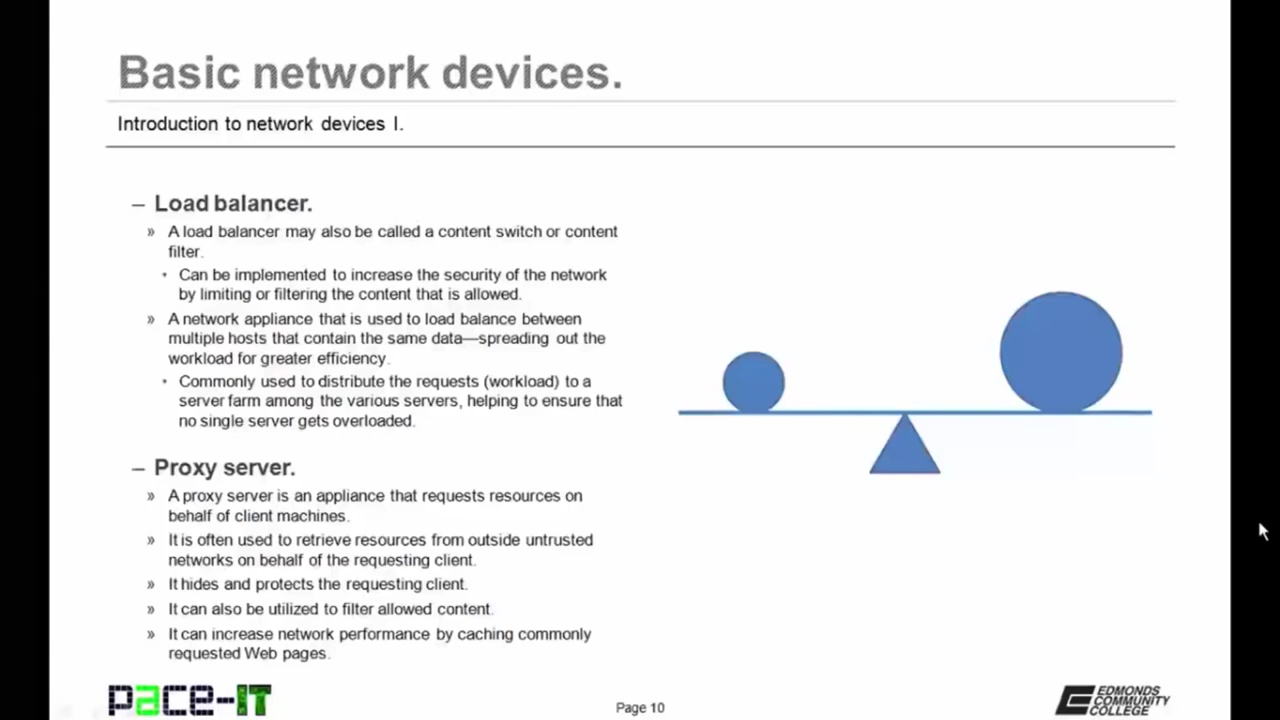 Basic network devices.
Introduction to network devices I.
– Load balancer.
» A load balancer may also be called a content switch or content
filter.
• Can be implemented to increase the security of the network
by limiting or filtering the content that is allowed.
» A network appliance that is used to load balance between
multiple hosts that contain the same data—spreading out the
workload for greater efficiency.
• Commonly used to distribute the requests (workload) to a
server farm among the various servers, helping to ensure that
no single server gets overloaded.
– Proxy server.
» A proxy server is an appliance that requests resources on
behalf of client machines.
» It is often used to retrieve resources from outside untrusted
networks on behalf of the requesting client.
» It hides and protects the requesting client.
» It can also be utilized to filter allowed content.
» It can increase network performance by caching commonly
requested Web pages.
pace-IT
Page 10
EDMONDS
COMMUNITY
COLLEGE